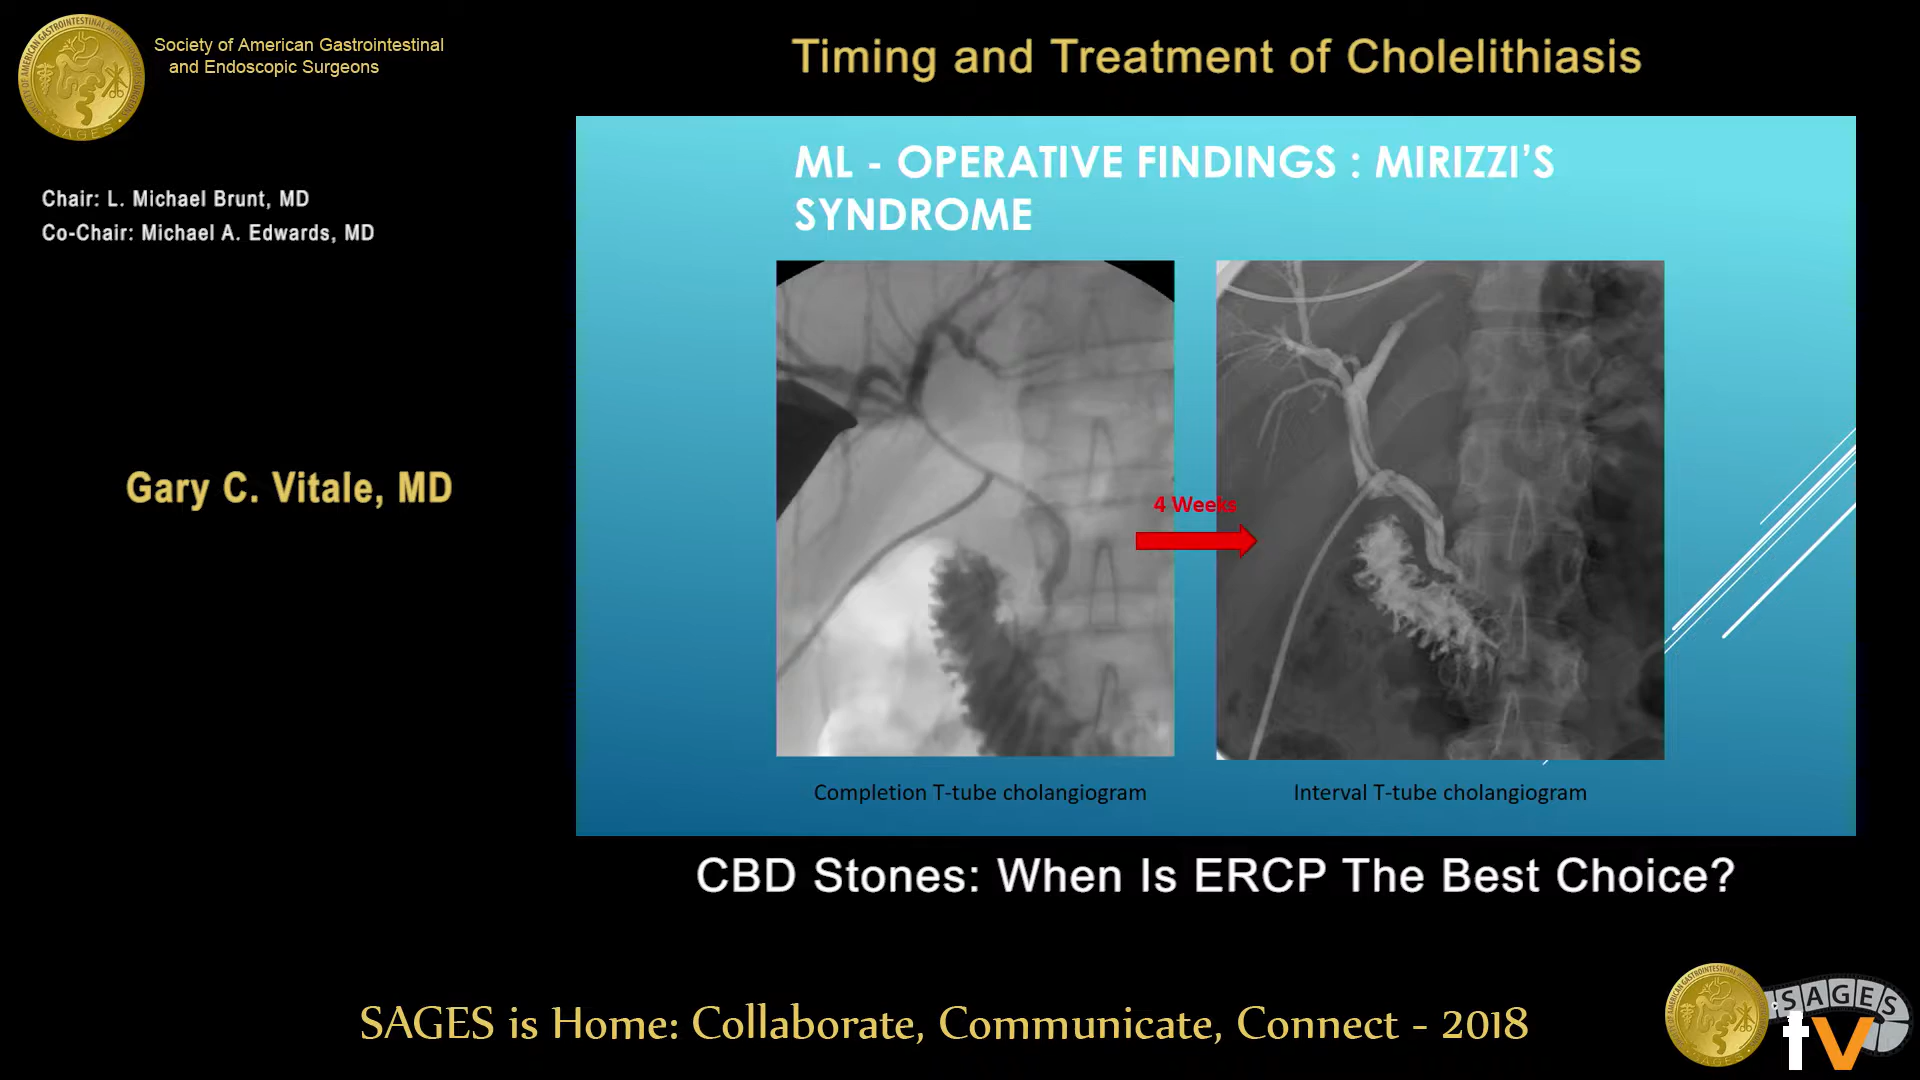 Society of American Gastrointestinal
and Endoscopic Surgeons
Timing and Treatment of Cholelithiasis
Chair: L. Michael Brunt, MD
Co-Chair: Michael A. Edwards, MD
Gary C. Vitale, MD
ML - OPERATIVE FINDINGS : MIRIZZI’S
SYNDROME
4 Weeks
Completion T-tube cholangiogram
Interval T-tube cholangiogram
CBD Stones: When Is ERCP The Best Choice?
SAGES is Home: Collaborate, Communicate, Connect - 2018
SAGES
tv